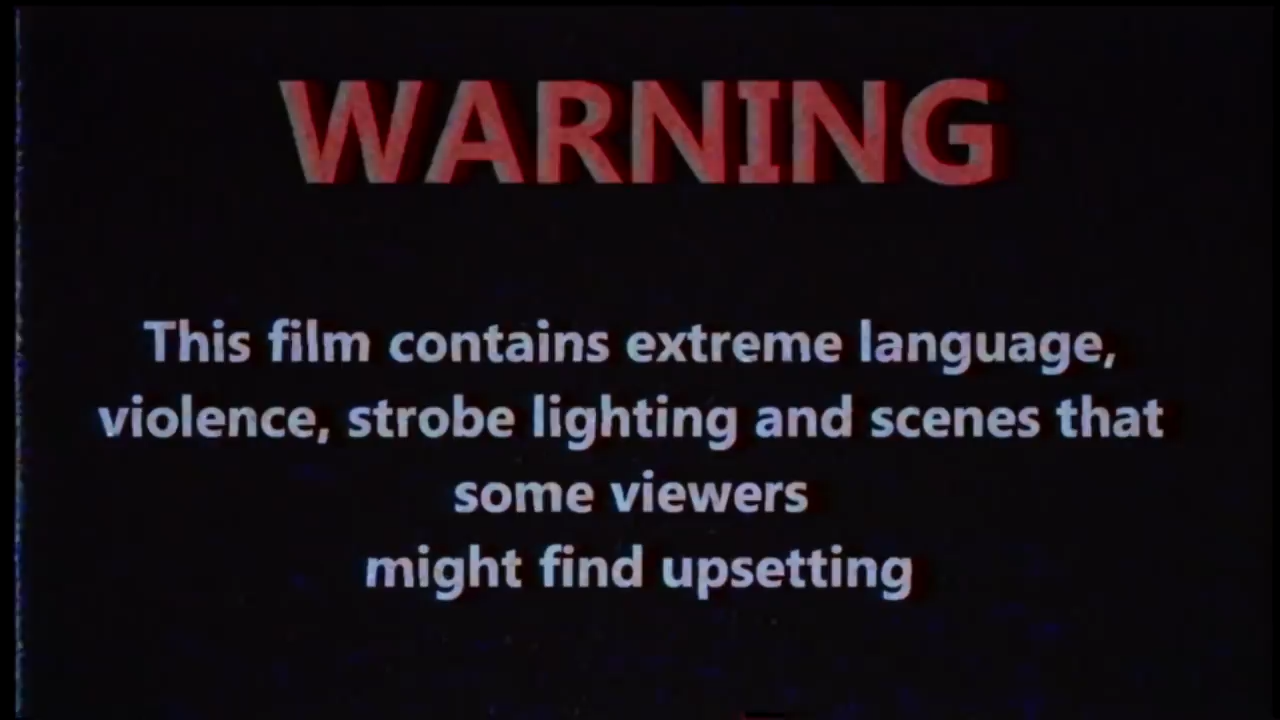 WARNING
This film contains extreme language,
violence, strobe lighting and scenes that
some viewers
might find upsetting